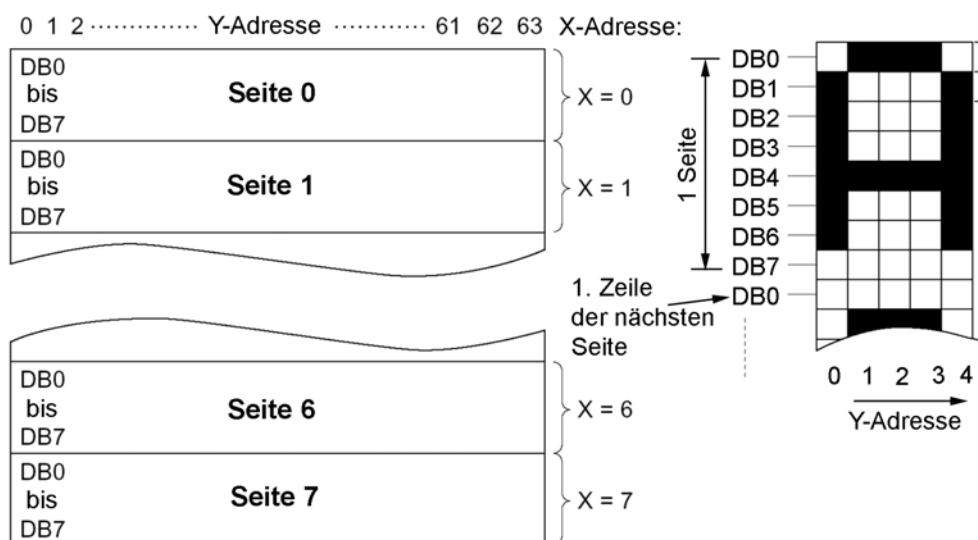 0 1 2 ············· Y-Adresse ··········· 61 62 63 X-Adresse:
DB0
bis
DB7
Seite 0
X = 0
DB0
bis
DB7
Seite 1
X = 1
DB0
bis
DB7
Seite 6
X = 6
DB0
bis
DB7
Seite 7
X = 7
1 Seite
DB0
DB1
DB2
DB3
DB4
DB5
DB6
DB7
DB0
1. Zeile
der nächsten
Seite
0 1 2 3 4
Y-Adresse